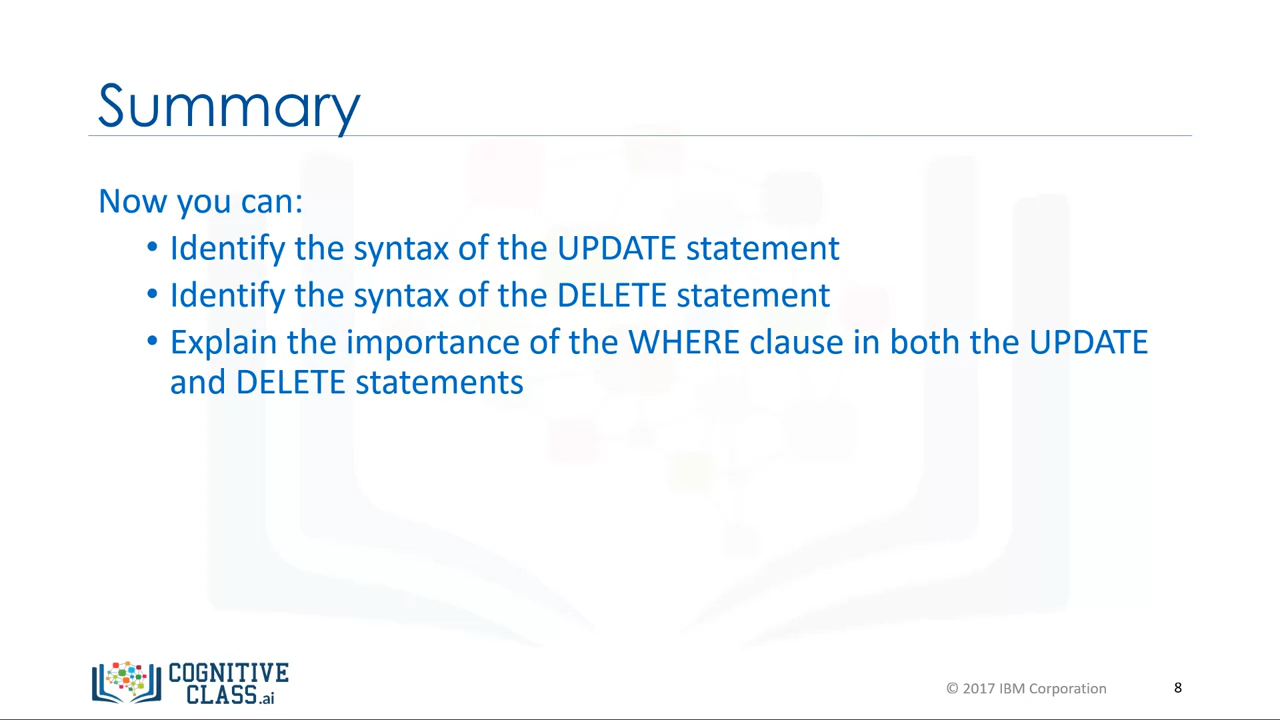 Summary
Now you can:
• Identify the syntax of the UPDATE statement
• Identify the syntax of the DELETE statement
• Explain the importance of the WHERE clause in both the UPDATE
and DELETE statements
COGNITIVE
CLASS.ai
© 2017 IBM Corporation
8